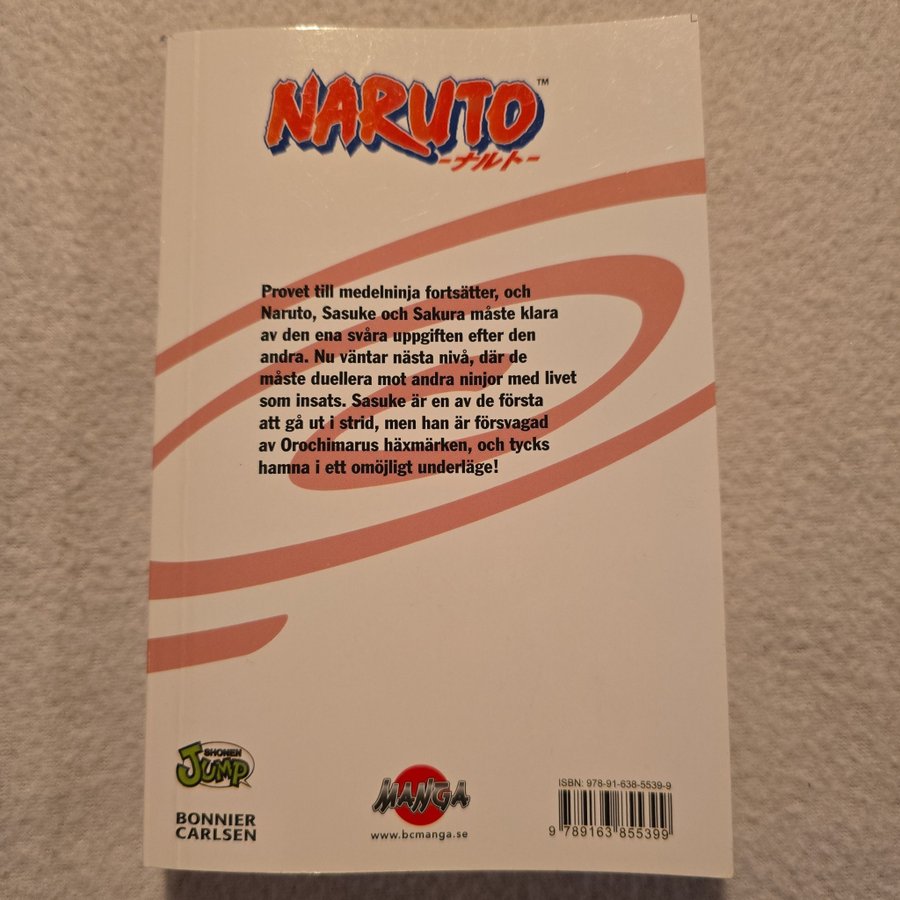 NARUTO™
-ナルト-
Provet till medelninja fortsätter, och
Naruto, Sasuke och Sakura måste klara
av den ena svåra uppgiften efter den
andra. Nu väntar nästa nivå, där de
måste duellera mot andra ninjor med livet
som insats. Sasuke är en av de första
att gå ut i strid, men han är försvagad
av Orochimarus häxmärken, och tycks
hamna i ett omöjligt underläge!
SHONEN
JUMP
BONNIER
CARLSEN
MANGA
www.bcmanga.se
ISBN: 978-91-638-5539-9
9 789163 855399